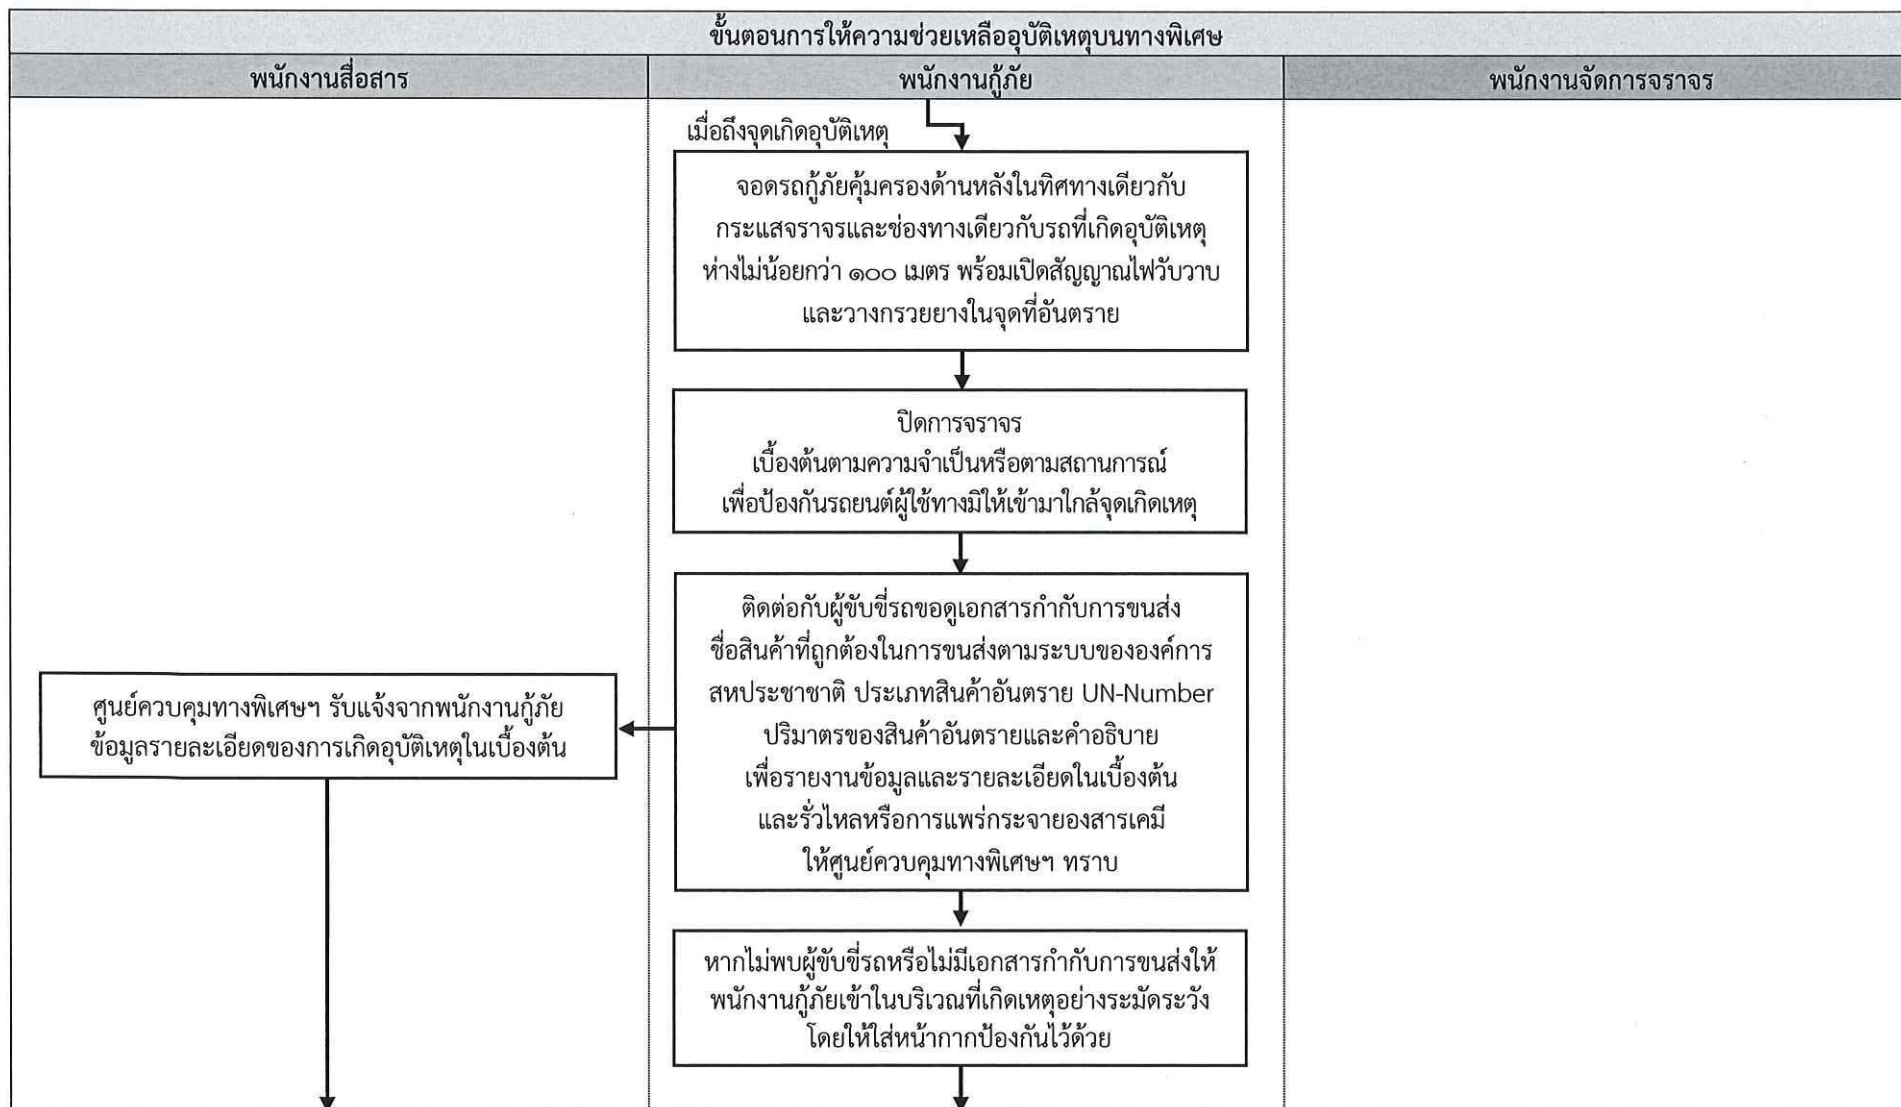 ขั้นตอนการให้ความช่วยเหลืออุบัติเหตุบนทางพิเศษ
พนักงานสื่อสาร
พนักงานกู้ภัย
พนักงานจัดการจราจร
เมื่อถึงจุดเกิดอุบัติเหตุ
จอดรถกู้ภัยคุ้มครองด้านหลังในทิศทางเดียวกับ
กระแสจราจรและช่องทางเดียวกับรถที่เกิดอุบัติเหตุ
ห่างไม่น้อยกว่า ๑๐๐ เมตร พร้อมเปิดสัญญาณไฟวับวาบ
และวางกรวยยางในจุดที่อันตราย
ปิดการจราจร
เบื้องต้นตามความจำเป็นหรือตามสถานการณ์
เพื่อป้องกันรถยนต์ผู้ใช้ทางมิให้เข้ามาใกล้จุดเกิดเหตุ
ติดต่อกับผู้ขับขี่รถขอดูเอกสารกำกับการขนส่ง
ชื่อสินค้าที่ถูกต้องในการขนส่งตามระบบขององค์การ
สหประชาชาติ ประเภทสินค้าอันตราย UN-Number
ปริมาตรของสินค้าอันตรายและคำอธิบาย
เพื่อรายงานข้อมูลและรายละเอียดในเบื้องต้น
และรั่วไหลหรือการแพร่กระจายองสารเคมี
ให้ศูนย์ควบคุมทางพิเศษฯ ทราบ
ศูนย์ควบคุมทางพิเศษฯ รับแจ้งจากพนักงานกู้ภัย
ข้อมูลรายละเอียดของการเกิดอุบัติเหตุในเบื้องต้น
หากไม่พบผู้ขับขี่รถหรือไม่มีเอกสารกำกับการขนส่งให้
พนักงานกู้ภัยเข้าในบริเวณที่เกิดเหตุอย่างระมัดระวัง
โดยให้ใส่หน้ากากป้องกันไว้ด้วย